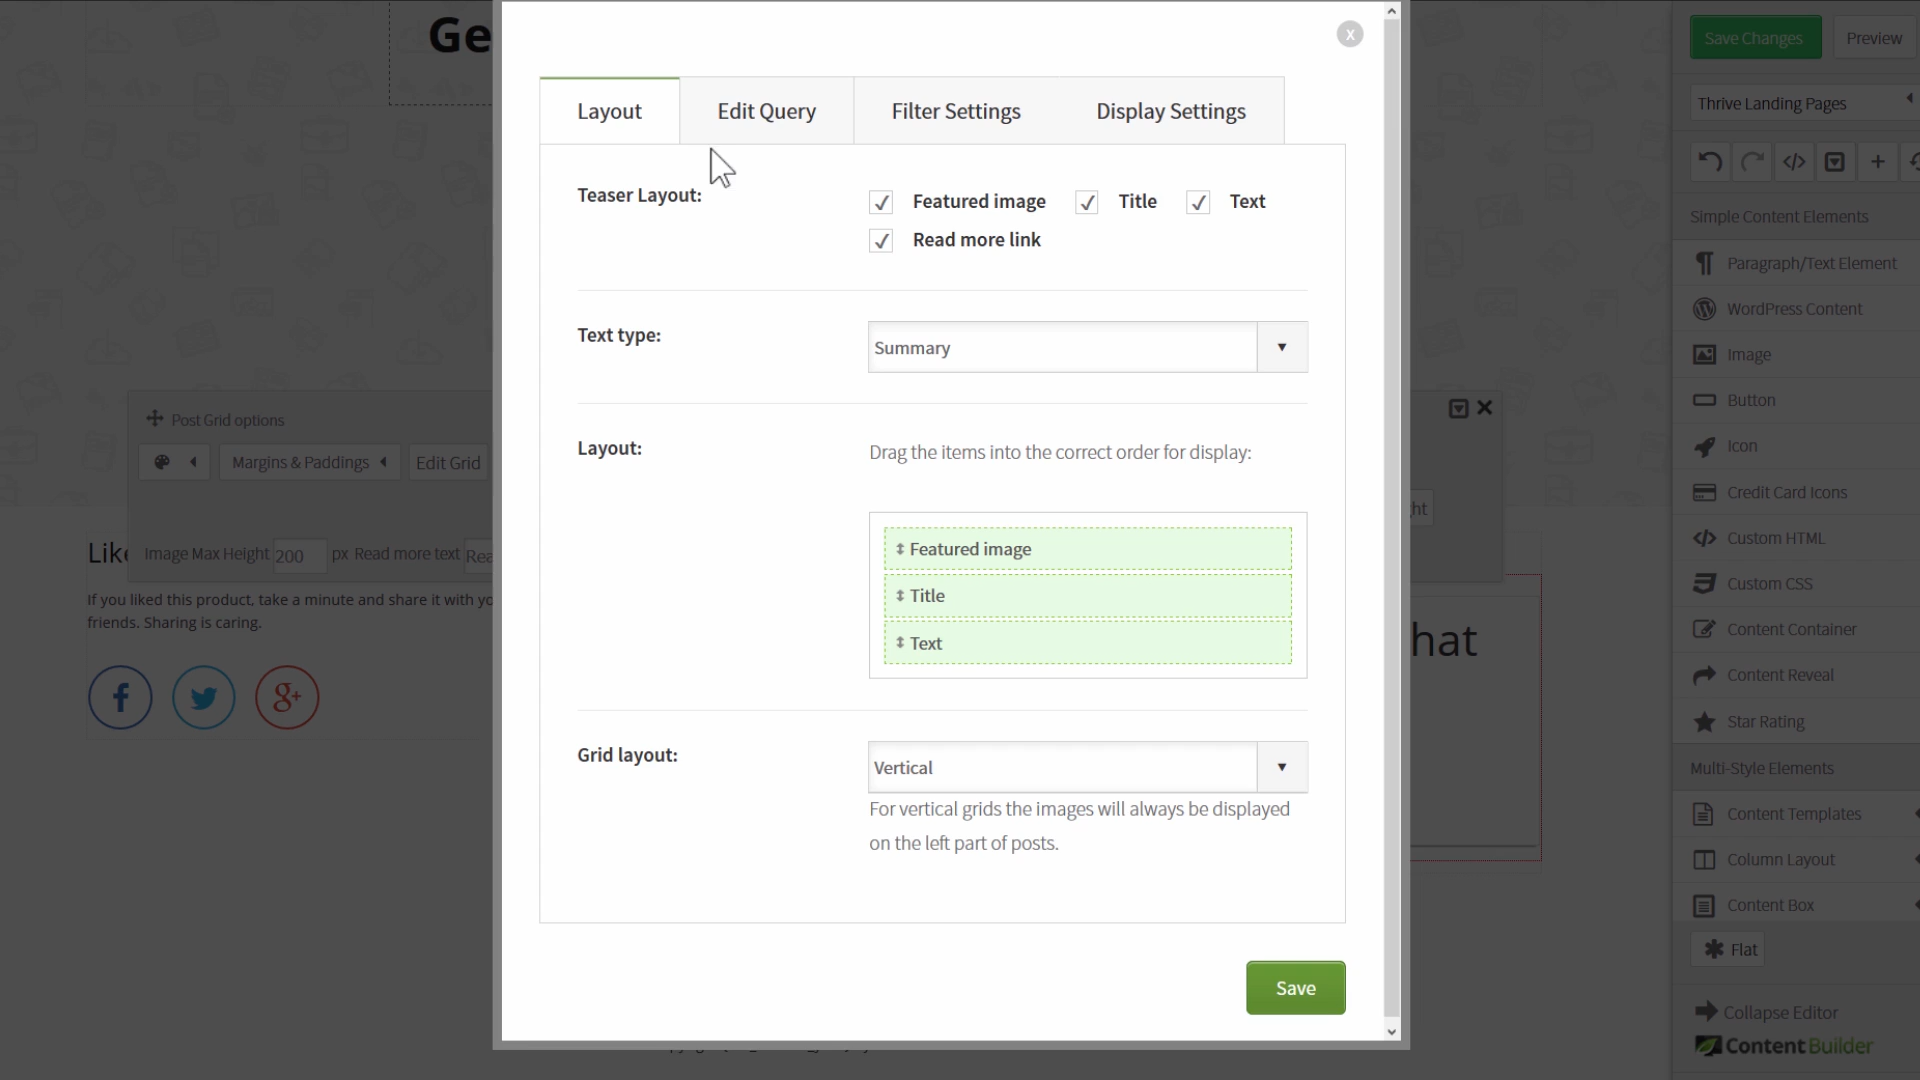 Ge
Save Changes
Preview
X
Layout
Edit Query
Filter Settings
Display Settings
Thrive Landing Pages
Teaser Layout:
Featured image
Title
Text
Read more link
Simple Content Elements
Paragraph/Text Element
WordPress Content
Text type:
Summary
Image
Button
Post Grid options
Margins & Paddings
Edit Grid
Layout:
Drag the items into the correct order for display:
Icon
Credit Card Icons
ht
Custom HTML
Like
Image Max Height 200 px Read more text Rea
Featured image
Title
Text
Custom CSS
If you liked this product, take a minute and share it with yo
friends. Sharing is caring.
Content Container
hat
Content Reveal
f
g+
Star Rating
Grid layout:
Vertical
For vertical grids the images will always be displayed
on the left part of posts.
Multi-Style Elements
Content Templates
Column Layout
Content Box
Flat
Save
Collapse Editor
Content Builder